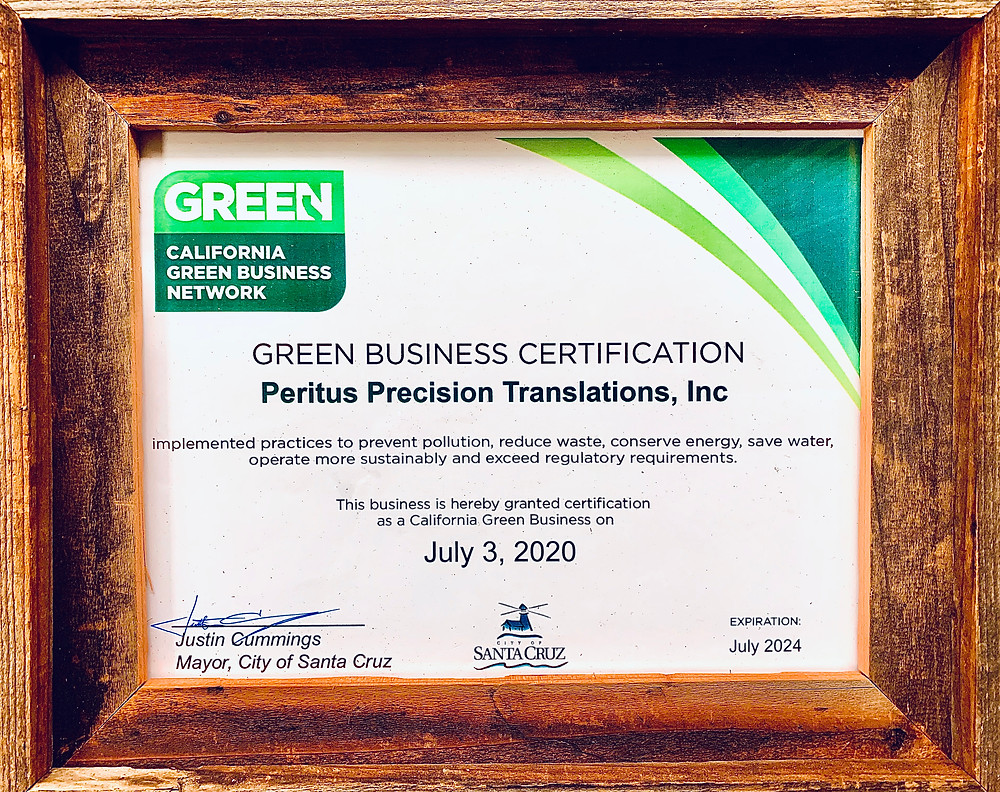 GREEN
CALIFORNIA
GREEN BUSINESS
NETWORK
GREEN BUSINESS CERTIFICATION
Peritus Precision Translations, Inc
implemented practices to prevent pollution, reduce waste, conserve energy, save water,
operate more sustainably and exceed regulatory requirements.
This business is hereby granted certification
as a California Green Business on
July 3, 2020
Justin Cummings
Mayor, City of Santa Cruz
CITY OF
SANTA CRUZ
EXPIRATION:
July 2024